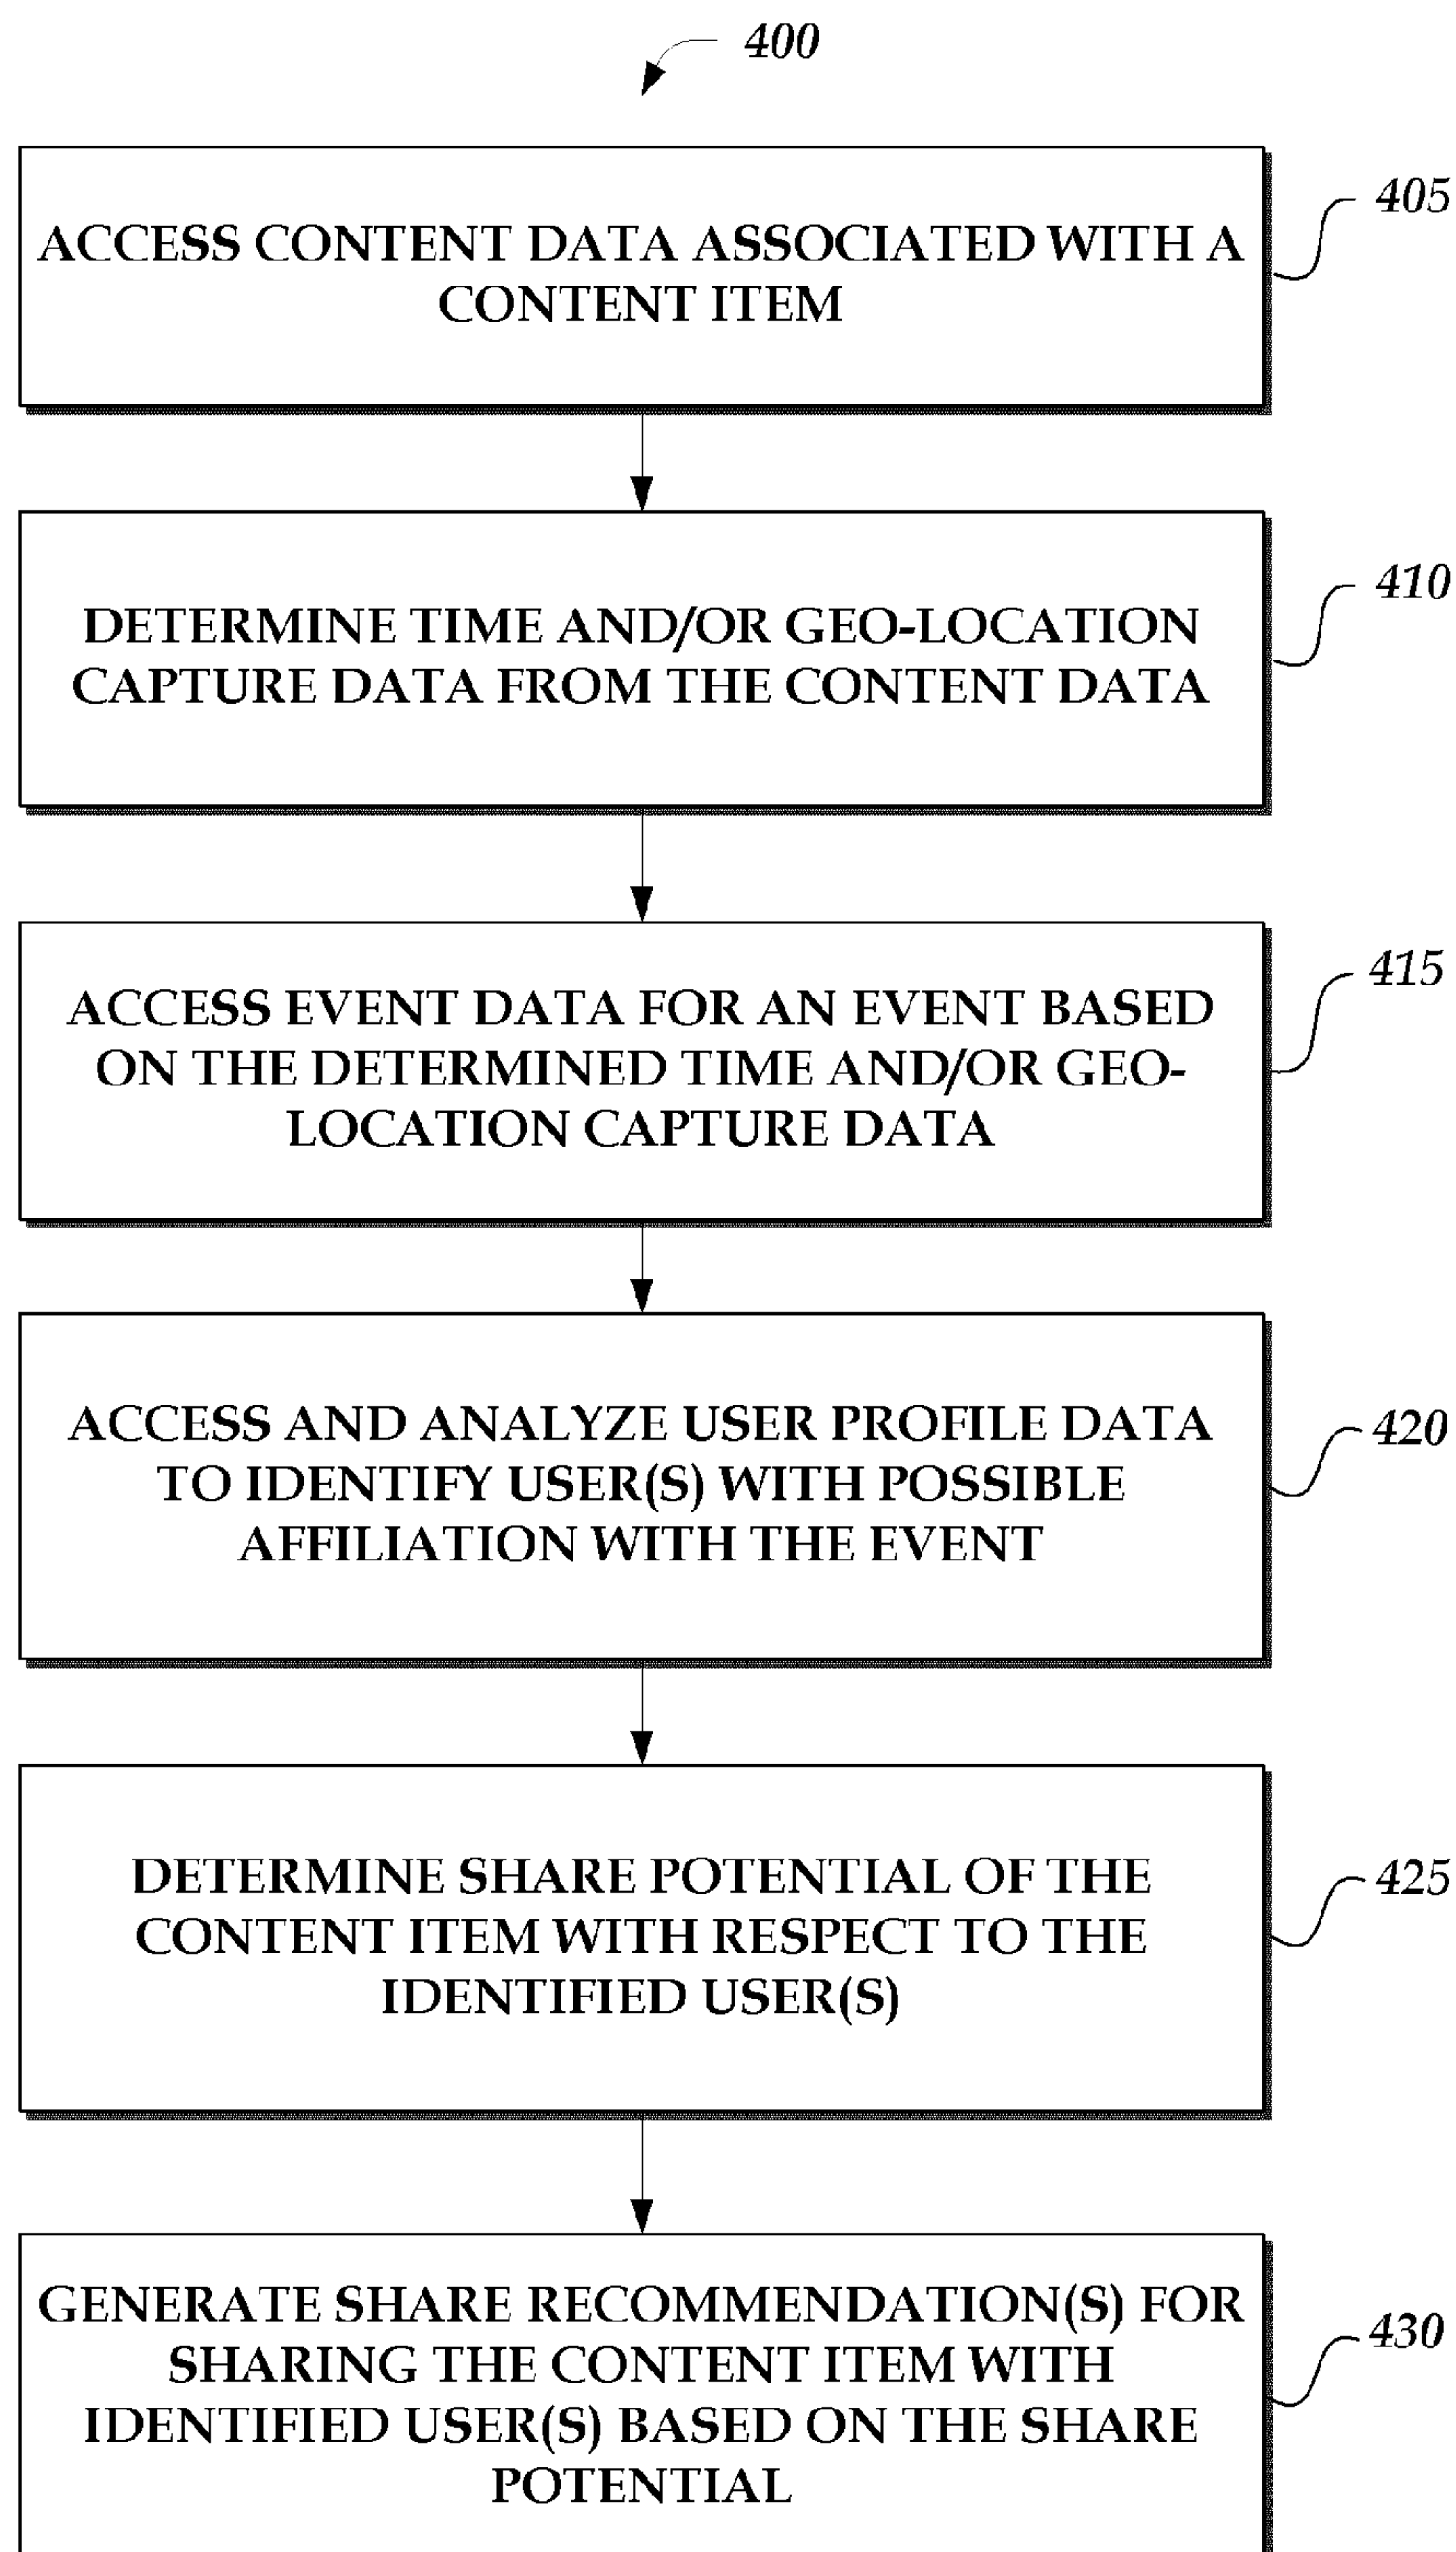 400
405
ACCESS CONTENT DATA ASSOCIATED WITH A
CONTENT ITEM
410
DETERMINE TIME AND/OR GEO-LOCATION
CAPTURE DATA FROM THE CONTENT DATA
415
ACCESS EVENT DATA FOR AN EVENT BASED
ON THE DETERMINED TIME AND/OR GEO-
LOCATION CAPTURE DATA
420
ACCESS AND ANALYZE USER PROFILE DATA
TO IDENTIFY USER(S) WITH POSSIBLE
AFFILIATION WITH THE EVENT
425
DETERMINE SHARE POTENTIAL OF THE
CONTENT ITEM WITH RESPECT TO THE
IDENTIFIED USER(S)
430
GENERATE SHARE RECOMMENDATION(S) FOR
SHARING THE CONTENT ITEM WITH
IDENTIFIED USER(S) BASED ON THE SHARE
POTENTIAL